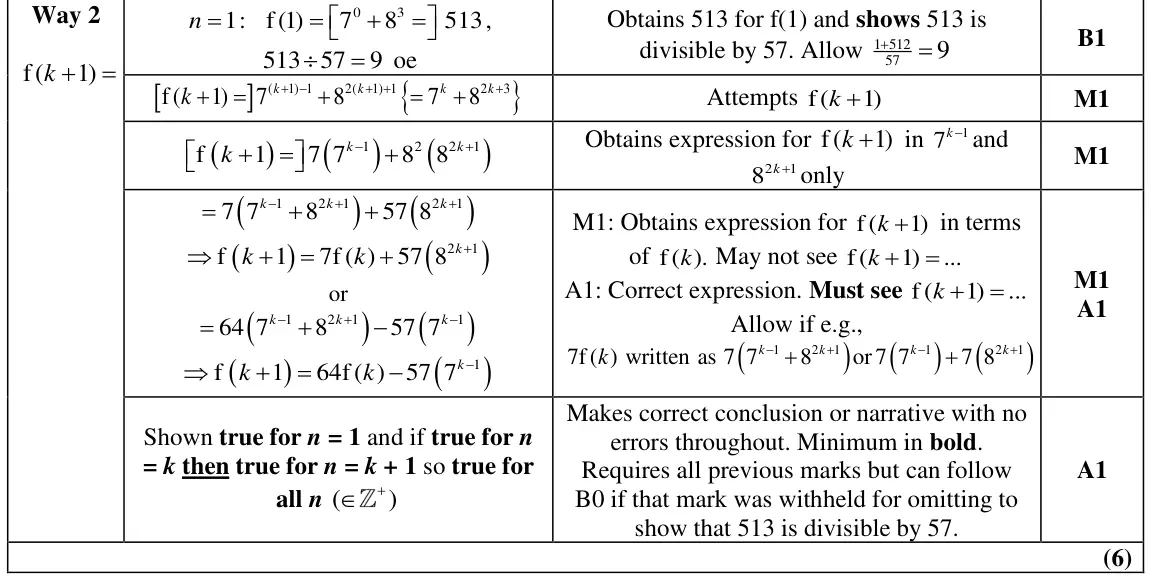 Way 2
f(k + 1) =
n = 1: f(1) = [7⁰ + 8³ =] 513,
513 ÷ 57 = 9 oe
Obtains 513 for f(1) and shows 513 is
divisible by 57. Allow (1+512)/57 = 9
B1
[f(k + 1) =] 7^((k+1)−1) + 8^(2(k+1)+1) {= 7^k + 8^(2k+3)}
Attempts f(k + 1)
M1
[f(k + 1) =] 7(7^(k−1)) + 8²(8^(2k+1))
Obtains expression for f(k + 1) in 7^(k−1) and
8^(2k+1) only
M1
= 7(7^(k−1) + 8^(2k+1)) + 57(8^(2k+1))
⇒ f(k + 1) = 7f(k) + 57(8^(2k+1))
or
= 64(7^(k−1) + 8^(2k+1)) − 57(7^(k−1))
⇒ f(k + 1) = 64f(k) − 57(7^(k−1))
M1: Obtains expression for f(k + 1) in terms
of f(k). May not see f(k + 1) = ...
A1: Correct expression. Must see f(k + 1) = ...
Allow if e.g.,
7f(k) written as 7(7^(k−1) + 8^(2k+1)) or 7(7^(k−1)) + 7(8^(2k+1))
M1
A1
Shown true for n = 1 and if true for n
= k then true for n = k + 1 so true for
all n (∈ ℤ⁺)
Makes correct conclusion or narrative with no
errors throughout. Minimum in bold.
Requires all previous marks but can follow
B0 if that mark was withheld for omitting to
show that 513 is divisible by 57.
A1
(6)